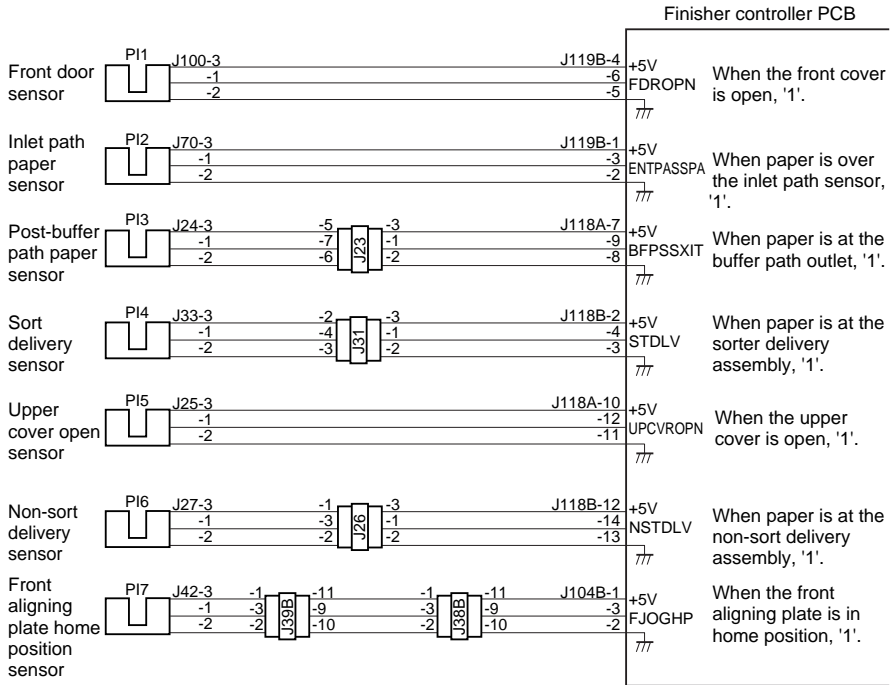 Finisher controller PCB
Front door
sensor
PI1
J100-3
-1
-2
J119B-4
-6
-5
+5V
FDROPN
When the front cover
is open, '1'.
Inlet path
paper
sensor
PI2
J70-3
-1
-2
J119B-1
-3
-2
+5V
ENTPASSPA
When paper is over
the inlet path sensor,
'1'.
Post-buffer
path paper
sensor
PI3
J24-3
-1
-2
-5
-7
-6
J23
-3
-1
-2
J118A-7
-9
-8
+5V
BFPSSXIT
When paper is at the
buffer path outlet, '1'.
Sort
delivery
sensor
PI4
J33-3
-1
-2
-2
-4
-3
J31
-3
-1
-2
J118B-2
-4
-3
+5V
STDLV
When paper is at the
sorter delivery
assembly, '1'.
Upper
cover open
sensor
PI5
J25-3
-1
-2
J118A-10
-12
-11
+5V
UPCVROPN
When the upper
cover is open, '1'.
Non-sort
delivery
sensor
PI6
J27-3
-1
-2
-1
-3
-2
J26
-3
-1
-2
J118B-12
-14
-13
+5V
NSTDLV
When paper is at the
non-sort delivery
assembly, '1'.
Front
aligning
plate home
position
sensor
PI7
J42-3
-1
-2
-1
-3
-2
J39B
-11
-9
-10
-1
-3
-2
J38B
-11
-9
-10
J104B-1
-3
-2
+5V
FJOGHP
When the front
aligning plate is in
home position, '1'.